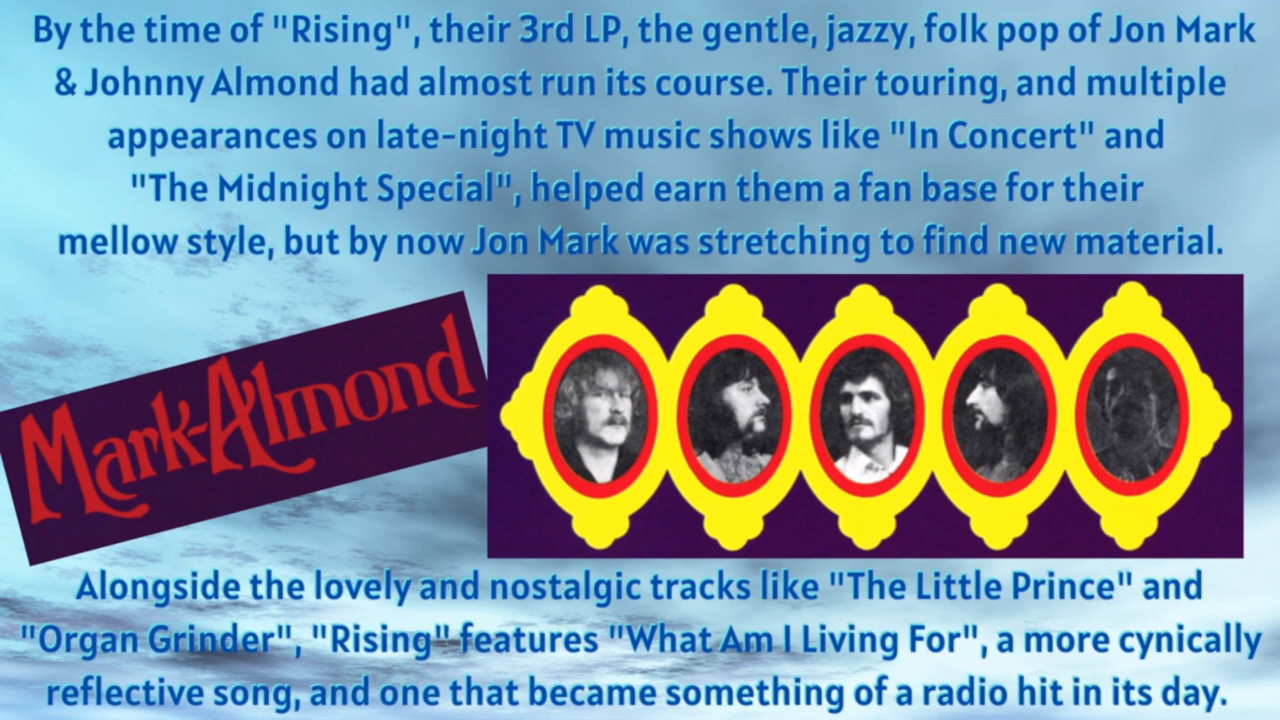 By the time of "Rising", their 3rd LP, the gentle, jazzy, folk pop of Jon Mark
& Johnny Almond had almost run its course. Their touring, and multiple
appearances on late-night TV music shows like "In Concert" and
"The Midnight Special", helped earn them a fan base for their
mellow style, but by now Jon Mark was stretching to find new material.
Mark-Almond
Alongside the lovely and nostalgic tracks like "The Little Prince" and
"Organ Grinder", "Rising" features "What Am I Living For", a more cynically
reflective song, and one that became something of a radio hit in its day.